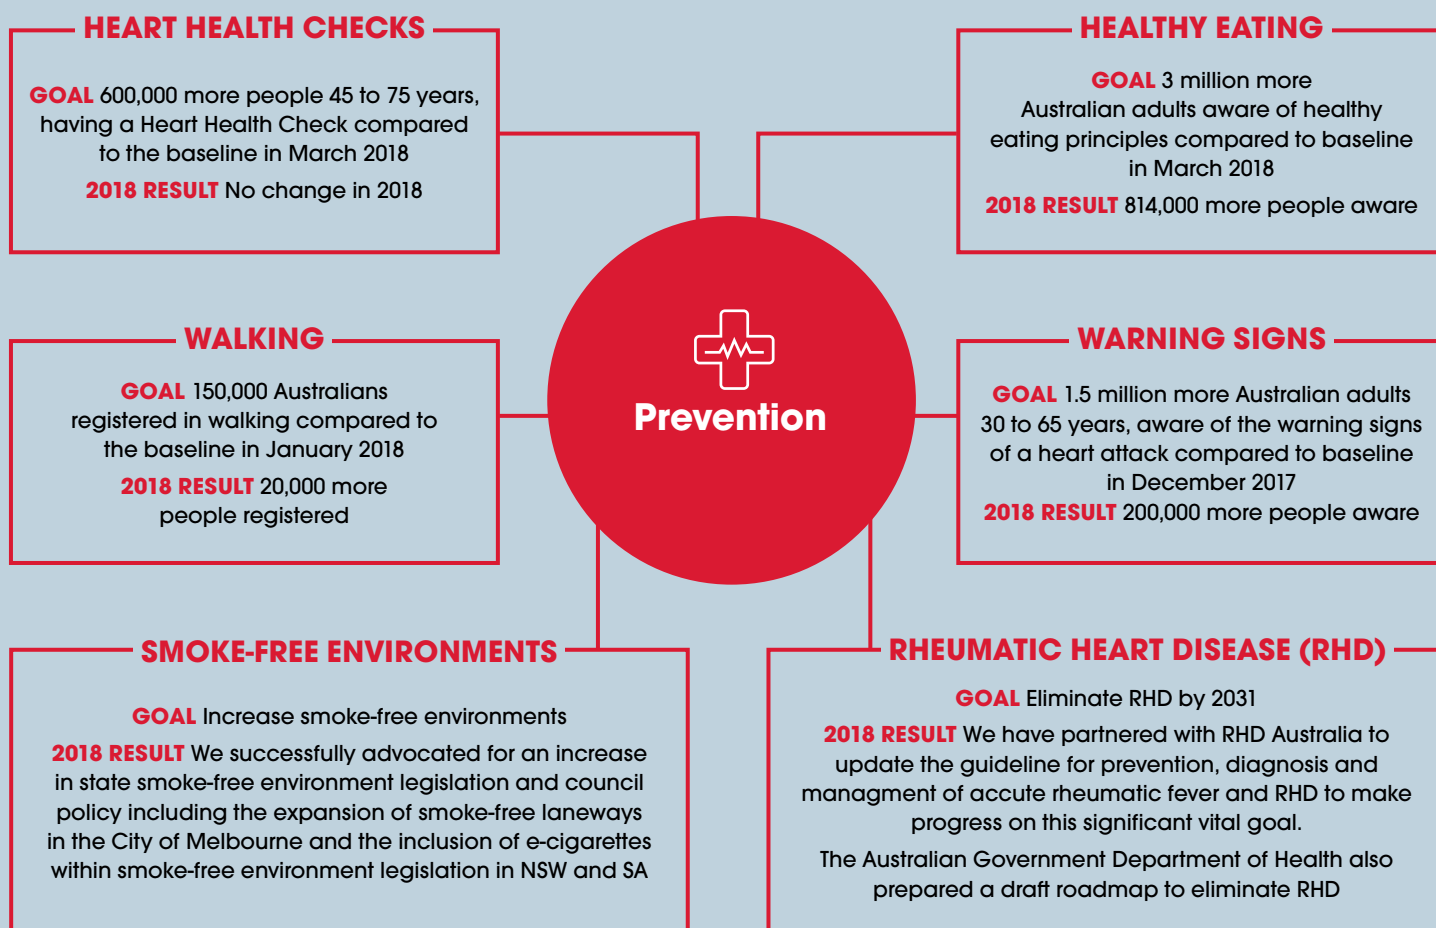 HEART HEALTH CHECKS
GOAL 600,000 more people 45 to 75 years,
having a Heart Health Check compared
to the baseline in March 2018
2018 RESULT No change in 2018
HEALTHY EATING
GOAL 3 million more
Australian adults aware of healthy
eating principles compared to baseline
in March 2018
2018 RESULT 814,000 more people aware
Prevention
WALKING
GOAL 150,000 Australians
registered in walking compared to
the baseline in January 2018
2018 RESULT 20,000 more
people registered
WARNING SIGNS
GOAL 1.5 million more Australian adults
30 to 65 years, aware of the warning signs
of a heart attack compared to baseline
in December 2017
2018 RESULT 200,000 more people aware
SMOKE-FREE ENVIRONMENTS
GOAL Increase smoke-free environments
2018 RESULT We successfully advocated for an increase
in state smoke-free environment legislation and council
policy including the expansion of smoke-free laneways
in the City of Melbourne and the inclusion of e-cigarettes
within smoke-free environment legislation in NSW and SA
RHEUMATIC HEART DISEASE (RHD)
GOAL Eliminate RHD by 2031
2018 RESULT We have partnered with RHD Australia to
update the guideline for prevention, diagnosis and
managment of accute rheumatic fever and RHD to make
progress on this significant vital goal.
The Australian Government Department of Health also
prepared a draft roadmap to eliminate RHD